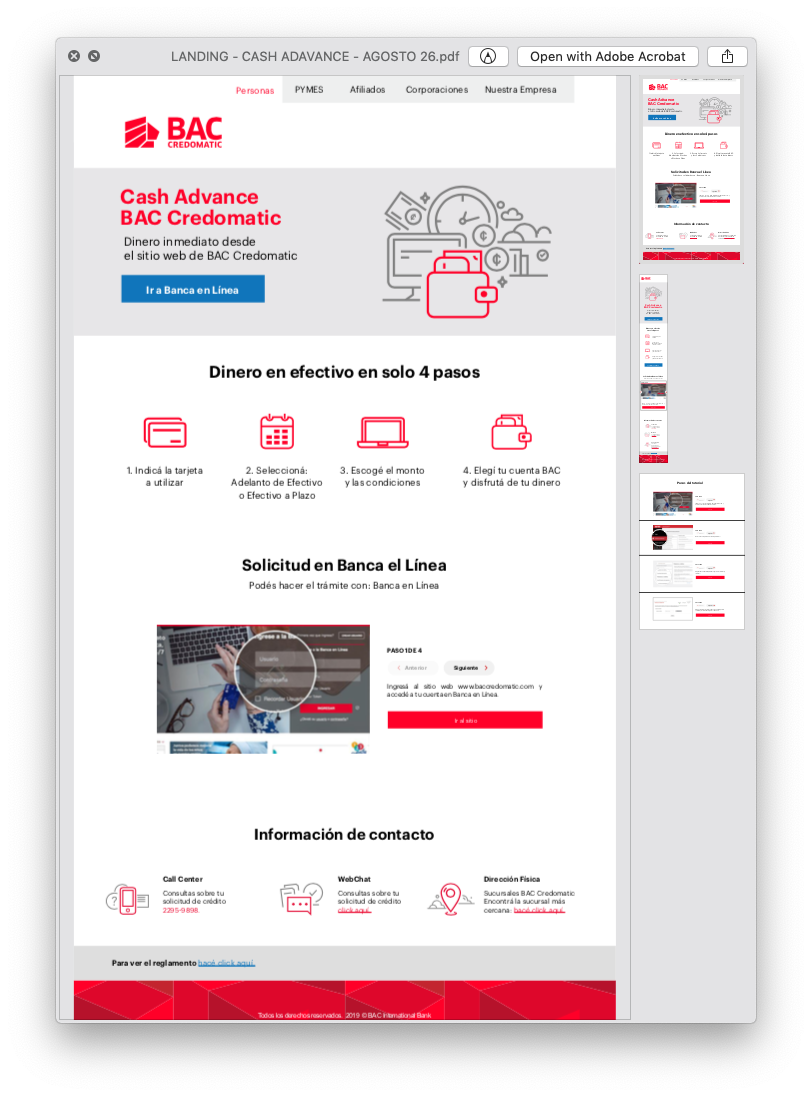 LANDING - CASH ADAVANCE - AGOSTO 26.pdf
Open with Adobe Acrobat
Personas PYMES Afiliados Corporaciones Nuestra Empresa
BAC
CREDOMATIC
Cash Advance
BAC Credomatic
Dinero inmediato desde
el sitio web de BAC Credomatic
Ir a Banca en Línea
Dinero en efectivo en solo 4 pasos
1. Indicá la tarjeta
a utilizar
2. Seleccioná:
Adelanto de Efectivo
o Efectivo a Plazo
3. Escogé el monto
y las condiciones
4. Elegí tu cuenta BAC
y disfrutá de tu dinero
Solicitud en Banca el Línea
Podés hacer el trámite con: Banca en Línea
Usuario
Contraseña
Recordar Usuario
INGRESAR
PASO 1 DE 4
Anterior
Siguiente
Ingresá al sitio web www.baccredomatic.com y
accedé a tu cuenta en Banca en Línea.
Ir al sitio
Información de contacto
Call Center
Consultas sobre tu
solicitud de crédito
2295-9898.
WebChat
Consultas sobre tu
solicitud de crédito
click aquí.
Dirección Física
Sucursales BAC Credomatic
Encontrá la sucursal más
cercana: hacé click aquí.
Para ver el reglamento hacé click aquí.
Todos los derechos reservados. 2019 © BAC International Bank